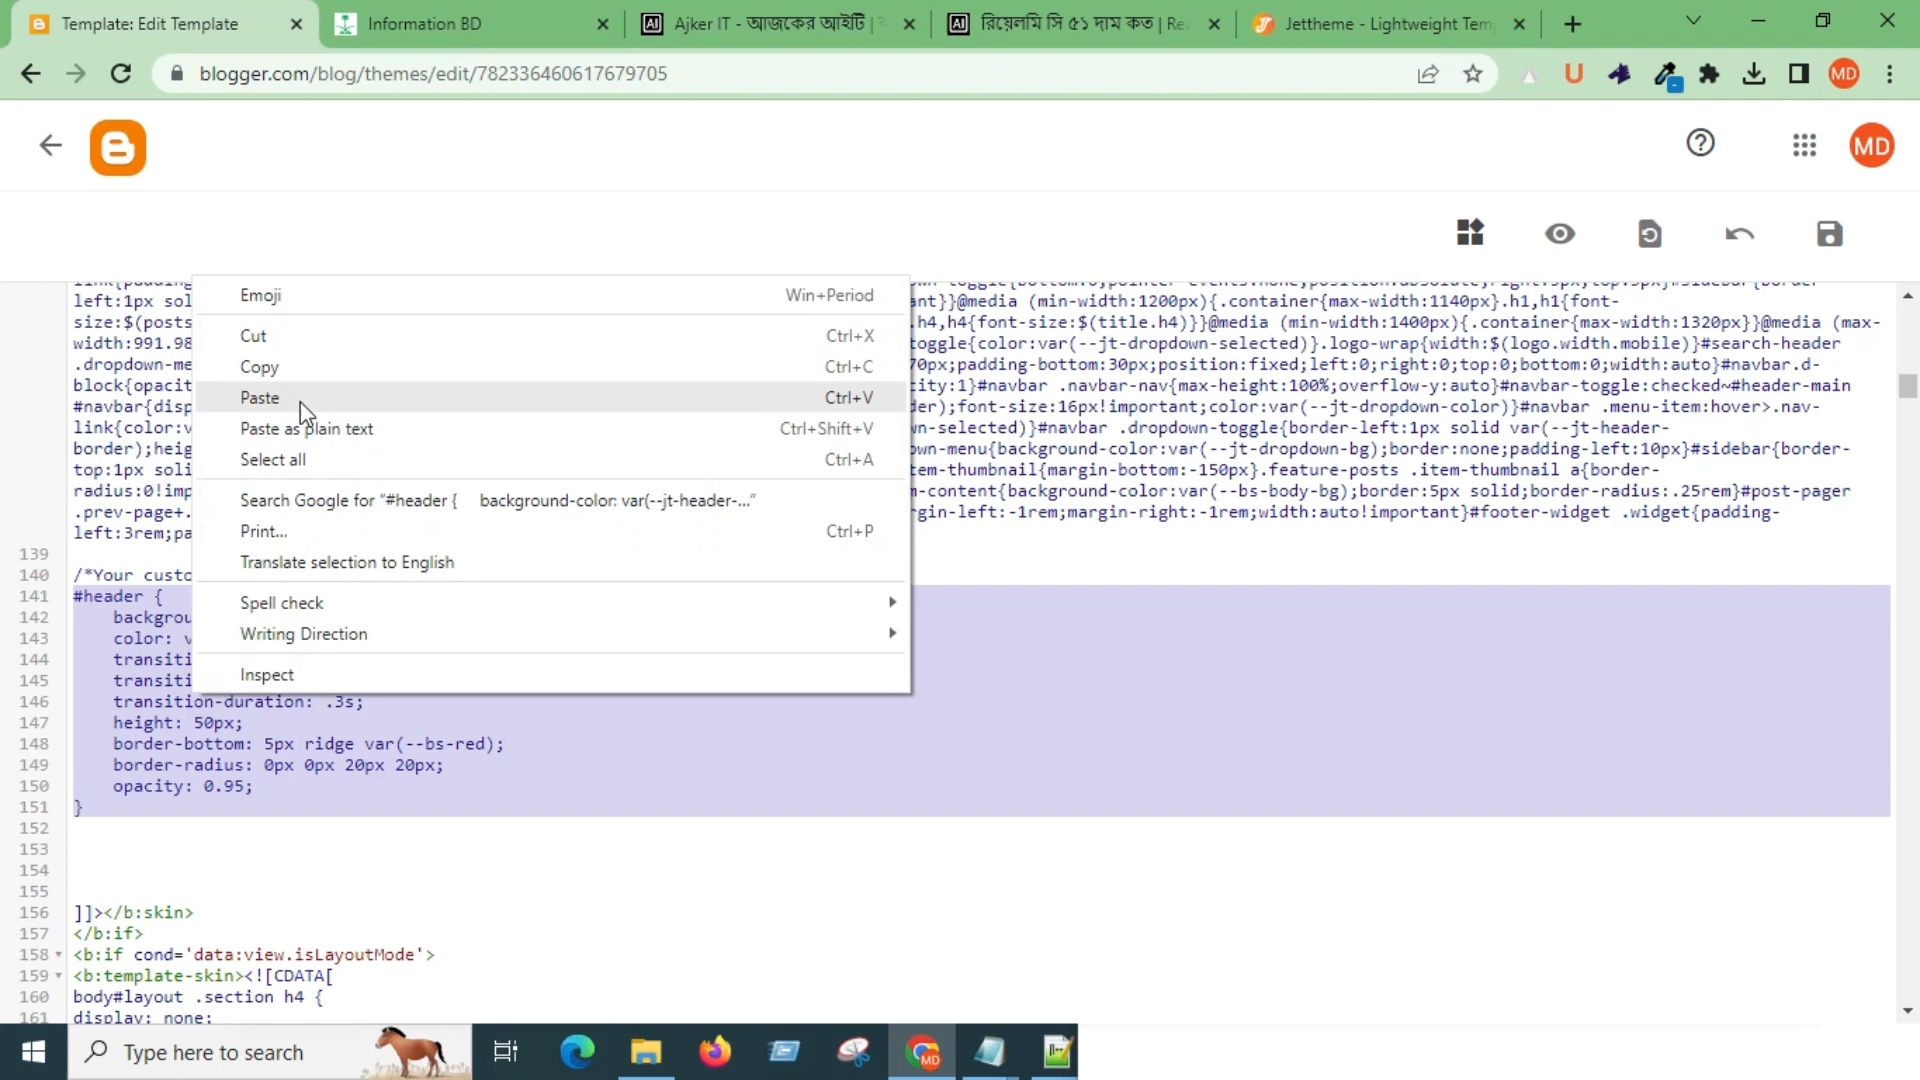 Template: Edit Template
Information BD
Ajker IT - আজকের আইটি |
রিয়েলমি সি ৫১ দাম কত | Re
Jettheme - Lightweight Tem
blogger.com/blog/themes/edit/782336460617679705
MD
MD
left:1px sol
ant}}@media (min-width:1200px){.container{max-width:1140px}.h1,h1{font-
size:$(posts
.h4,h4{font-size:$(title.h4)}}@media (min-width:1400px){.container{max-width:1320px}}@media (max-
width:991.98
toggle{color:var(--jt-dropdown-selected)}.logo-wrap{width:$(logo.width.mobile)}#search-header
.dropdown-me
70px;padding-bottom:30px;position:fixed;left:0;right:0;top:0;bottom:0;width:auto}#navbar.d-
block{opacit
city:1}#navbar .navbar-nav{max-height:100%;overflow-y:auto}#navbar-toggle:checked~#header-main
#navbar{disp
der);font-size:16px!important;color:var(--jt-dropdown-color)}#navbar .menu-item:hover>.nav-
link{color:v
wn-selected)}#navbar .dropdown-toggle{border-left:1px solid var(--jt-header-
border);heig
wn-menu{background-color:var(--jt-dropdown-bg);border:none;padding-left:10px}#sidebar{border-
top:1px soli
tem-thumbnail{margin-bottom:-150px}.feature-posts .item-thumbnail a{border-
radius:0!imp
m-content{background-color:var(--bs-body-bg);border:5px solid;border-radius:.25rem}#post-pager
.prev-page+.
rgin-left:-1rem;margin-right:-1rem;width:auto!important}#footer-widget .widget{padding-
left:3rem;pa
Emoji Win+Period
Cut Ctrl+X
Copy Ctrl+C
Paste Ctrl+V
Paste as plain text Ctrl+Shift+V
Select all Ctrl+A
Search Google for “#header { background-color: var(--jt-header-...”
Print... Ctrl+P
Translate selection to English
Spell check
Writing Direction
Inspect
139
140 /*Your custo
141 #header {
142 backgrou
143 color: v
144 transiti
145 transiti
146 transition-duration: .3s;
147 height: 50px;
148 border-bottom: 5px ridge var(--bs-red);
149 border-radius: 0px 0px 20px 20px;
150 opacity: 0.95;
151 }
152
153
154
155
156 ]]></b:skin>
157 </b:if>
158 <b:if cond='data:view.isLayoutMode'>
159 <b:template-skin><![CDATA[
160 body#layout .section h4 {
161 display: none;
Type here to search
MD